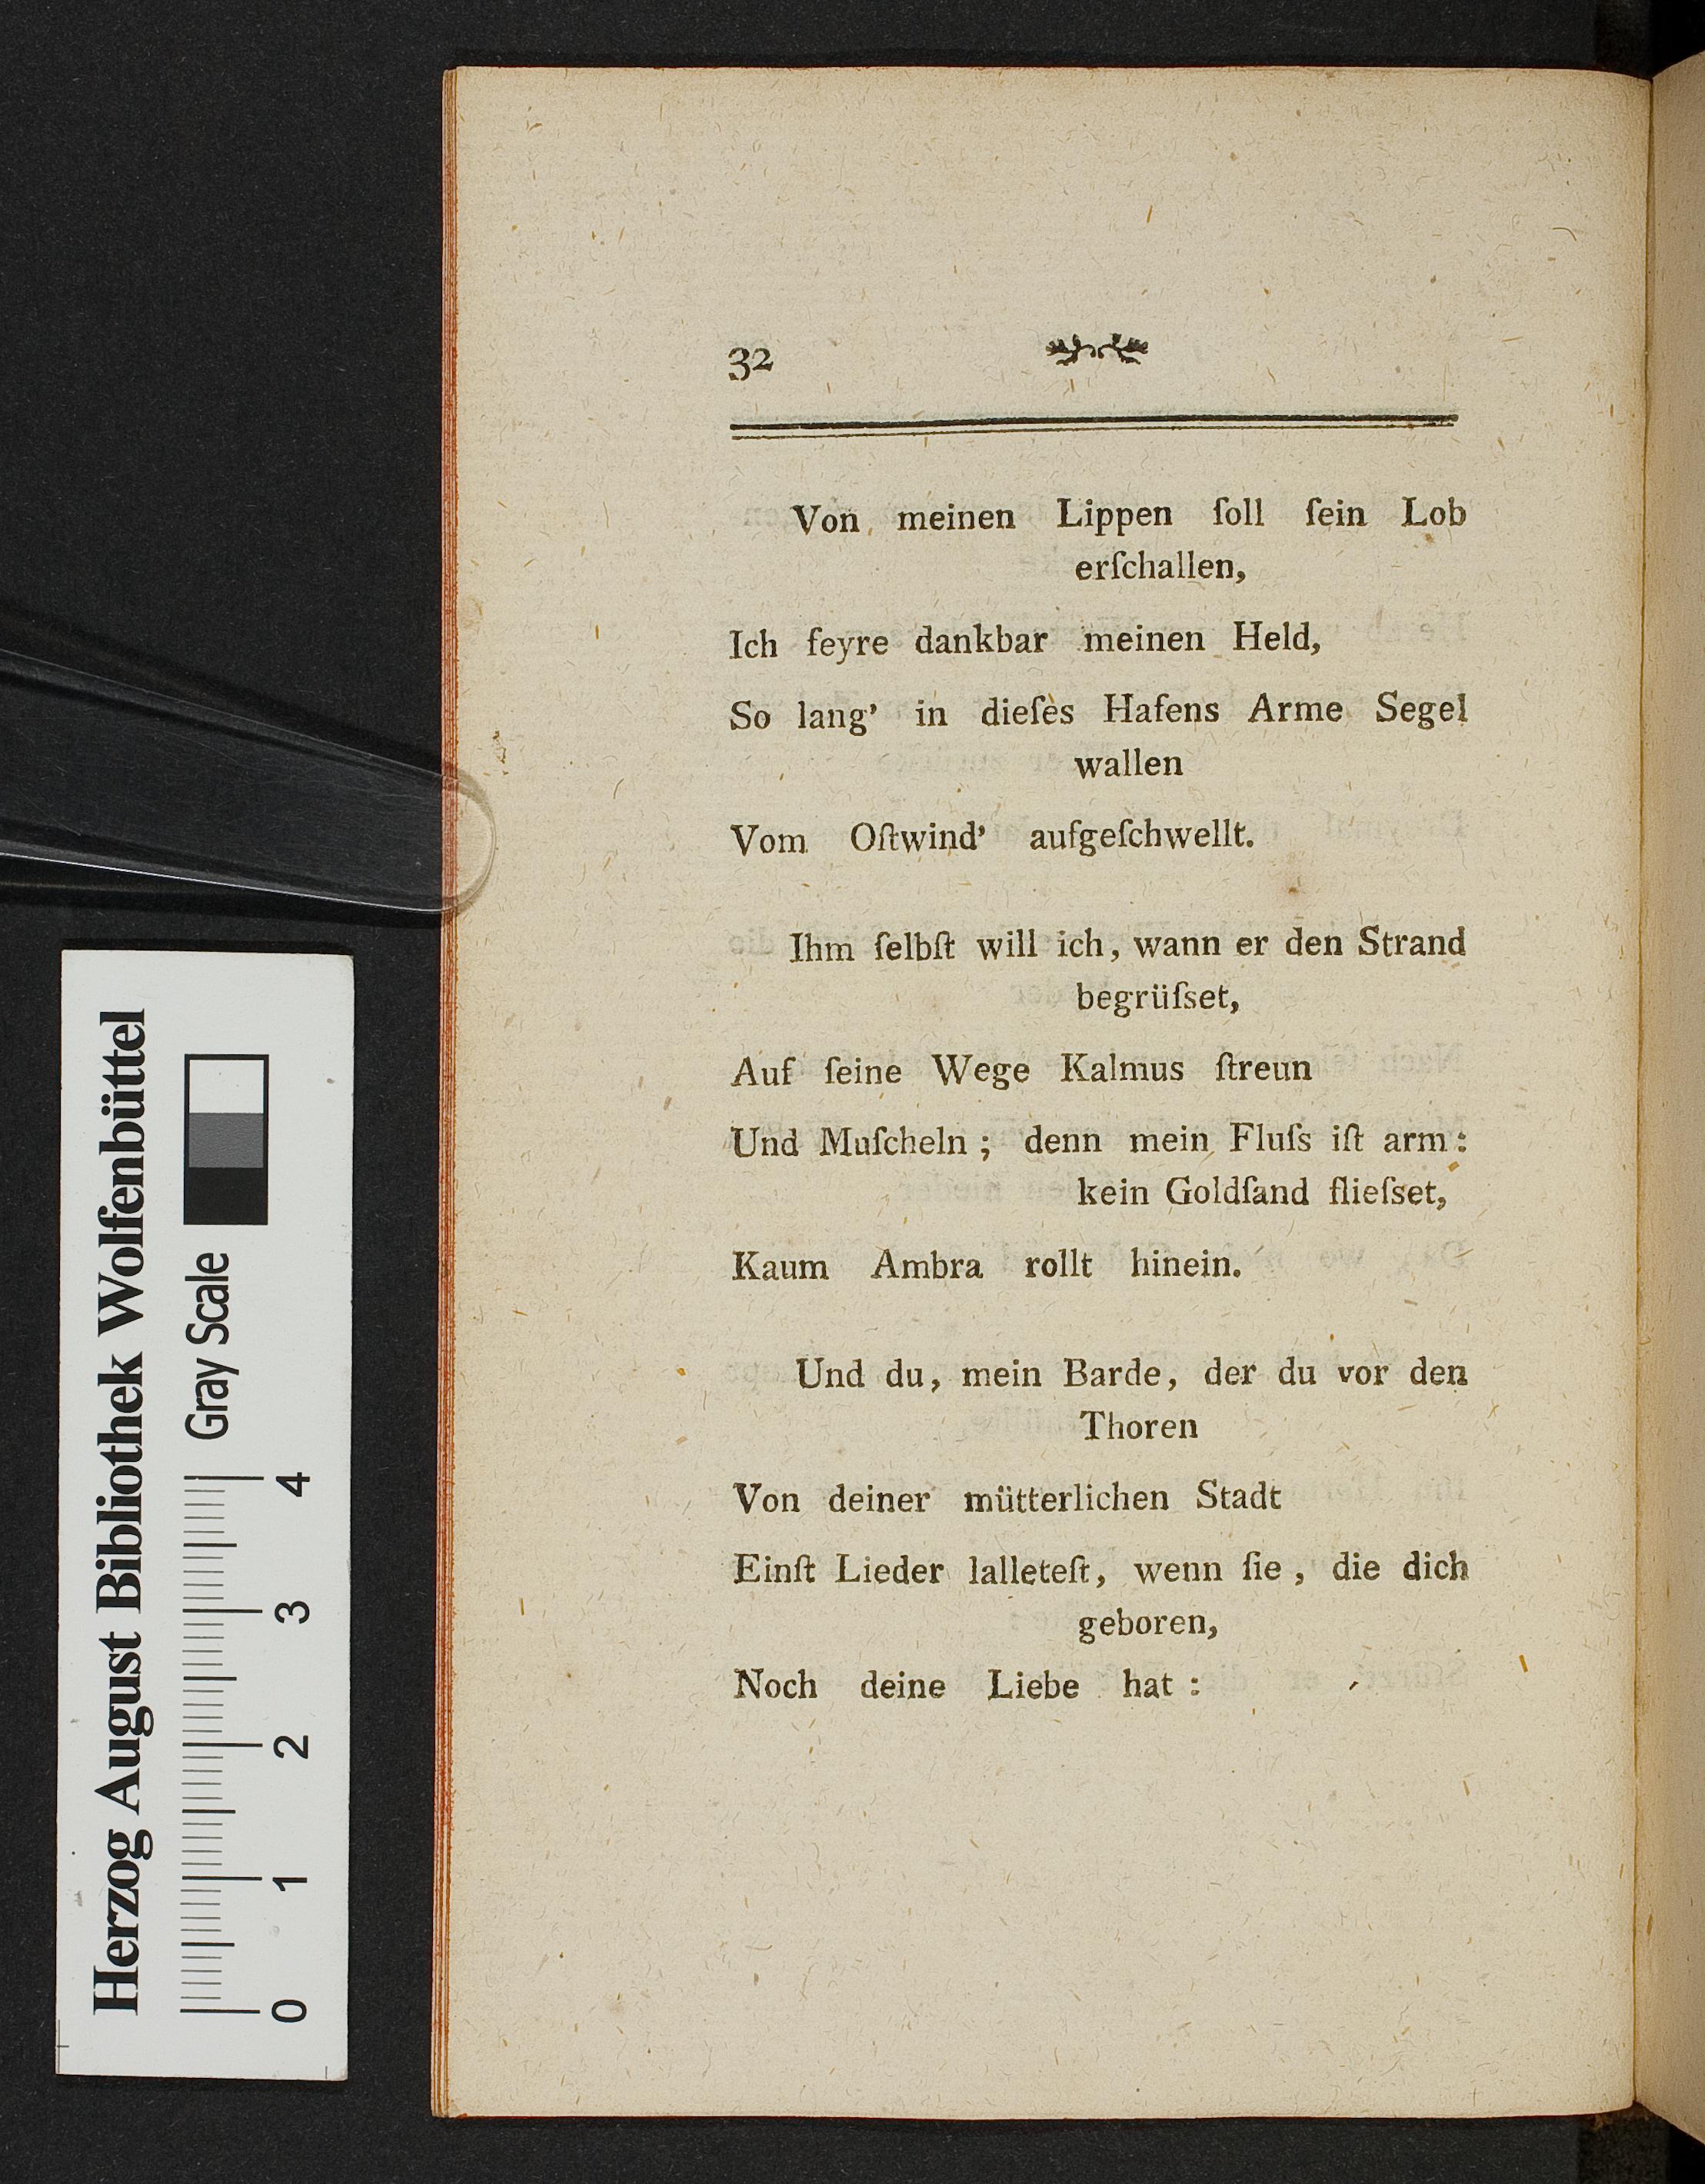 32
Von meinen Lippen ſoll ſein Lob
erſchallen,
Ich feyre dankbar meinen Held,
So lang' in dieſes Hafens Arme Segel
wallen
Vom Oſtwind' aufgeſchwellt.
Ihm ſelbſt will ich, wann er den Strand
begrüſset,
Auf ſeine Wege Kalmus ſtreun
Und Muſcheln; denn mein Fluſs iſt arm:
kein Goldſand flieſset,
Kaum Ambra rollt hinein.
Und du, mein Barde, der du vor den
Thoren
Von deiner mütterlichen Stadt
Einſt Lieder lalleteſt, wenn ſie, die dich
geboren,
Noch deine Liebe hat:
Herzog August Bibliothek Wolfenbüttel
Gray Scale
0 1 2 3 4